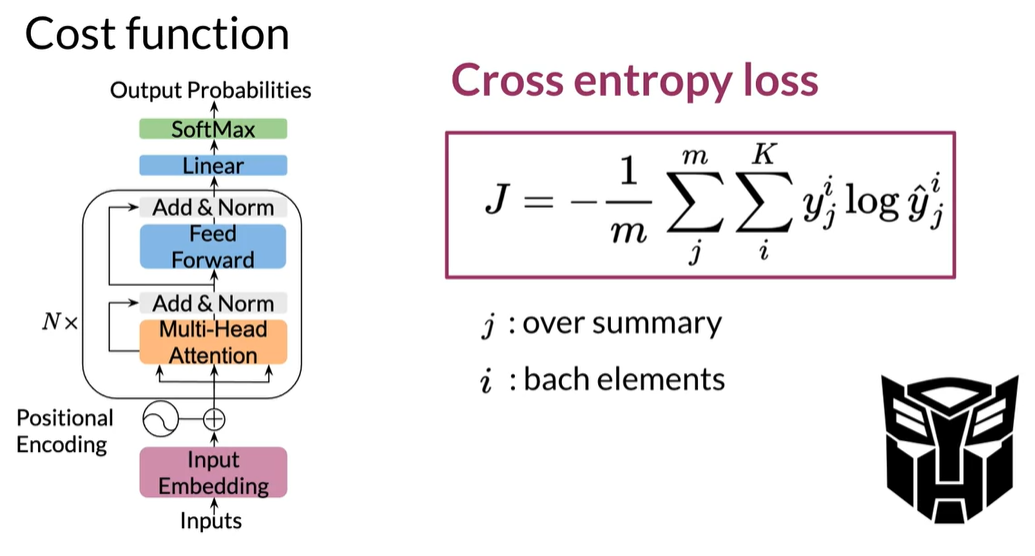 Cost function
Output Probabilities
SoftMax
Linear
Add & Norm
Feed
Forward
Add & Norm
Multi-Head
Attention
N×
Positional
Encoding
Input
Embedding
Inputs
Cross entropy loss
J = -\frac{1}{m} \sum_{j}^{m} \sum_{i}^{K} y_j^i \log \hat{y}_j^i
j : over summary
i : bach elements